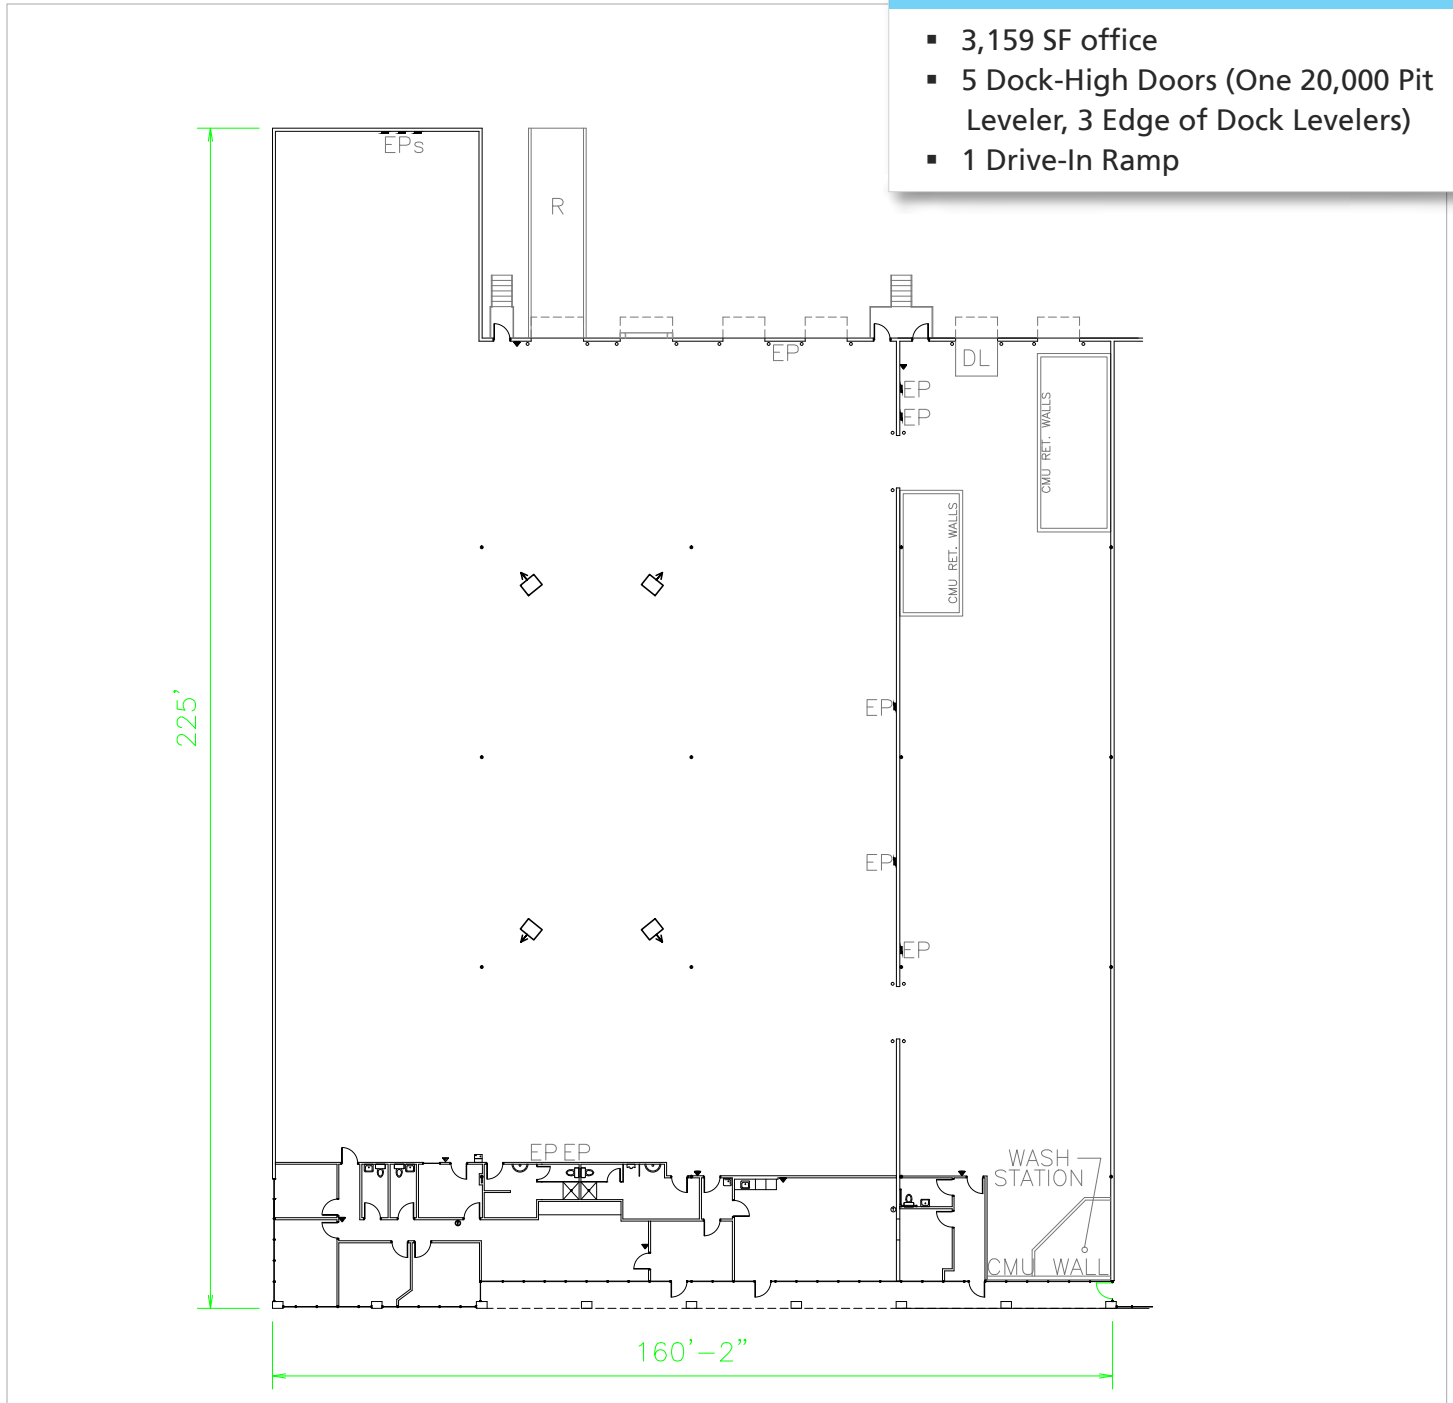 ▪ 3,159 SF office
▪ 5 Dock-High Doors (One 20,000 Pit
Leveler, 3 Edge of Dock Levelers)
▪ 1 Drive-In Ramp
EPs
R
EP
DL
EP
EP
CMU RET. WALLS
CMU RET. WALLS
225'
EP
EP
EP
EP EP
WASH
STATION
CMU WALL
160'-2"